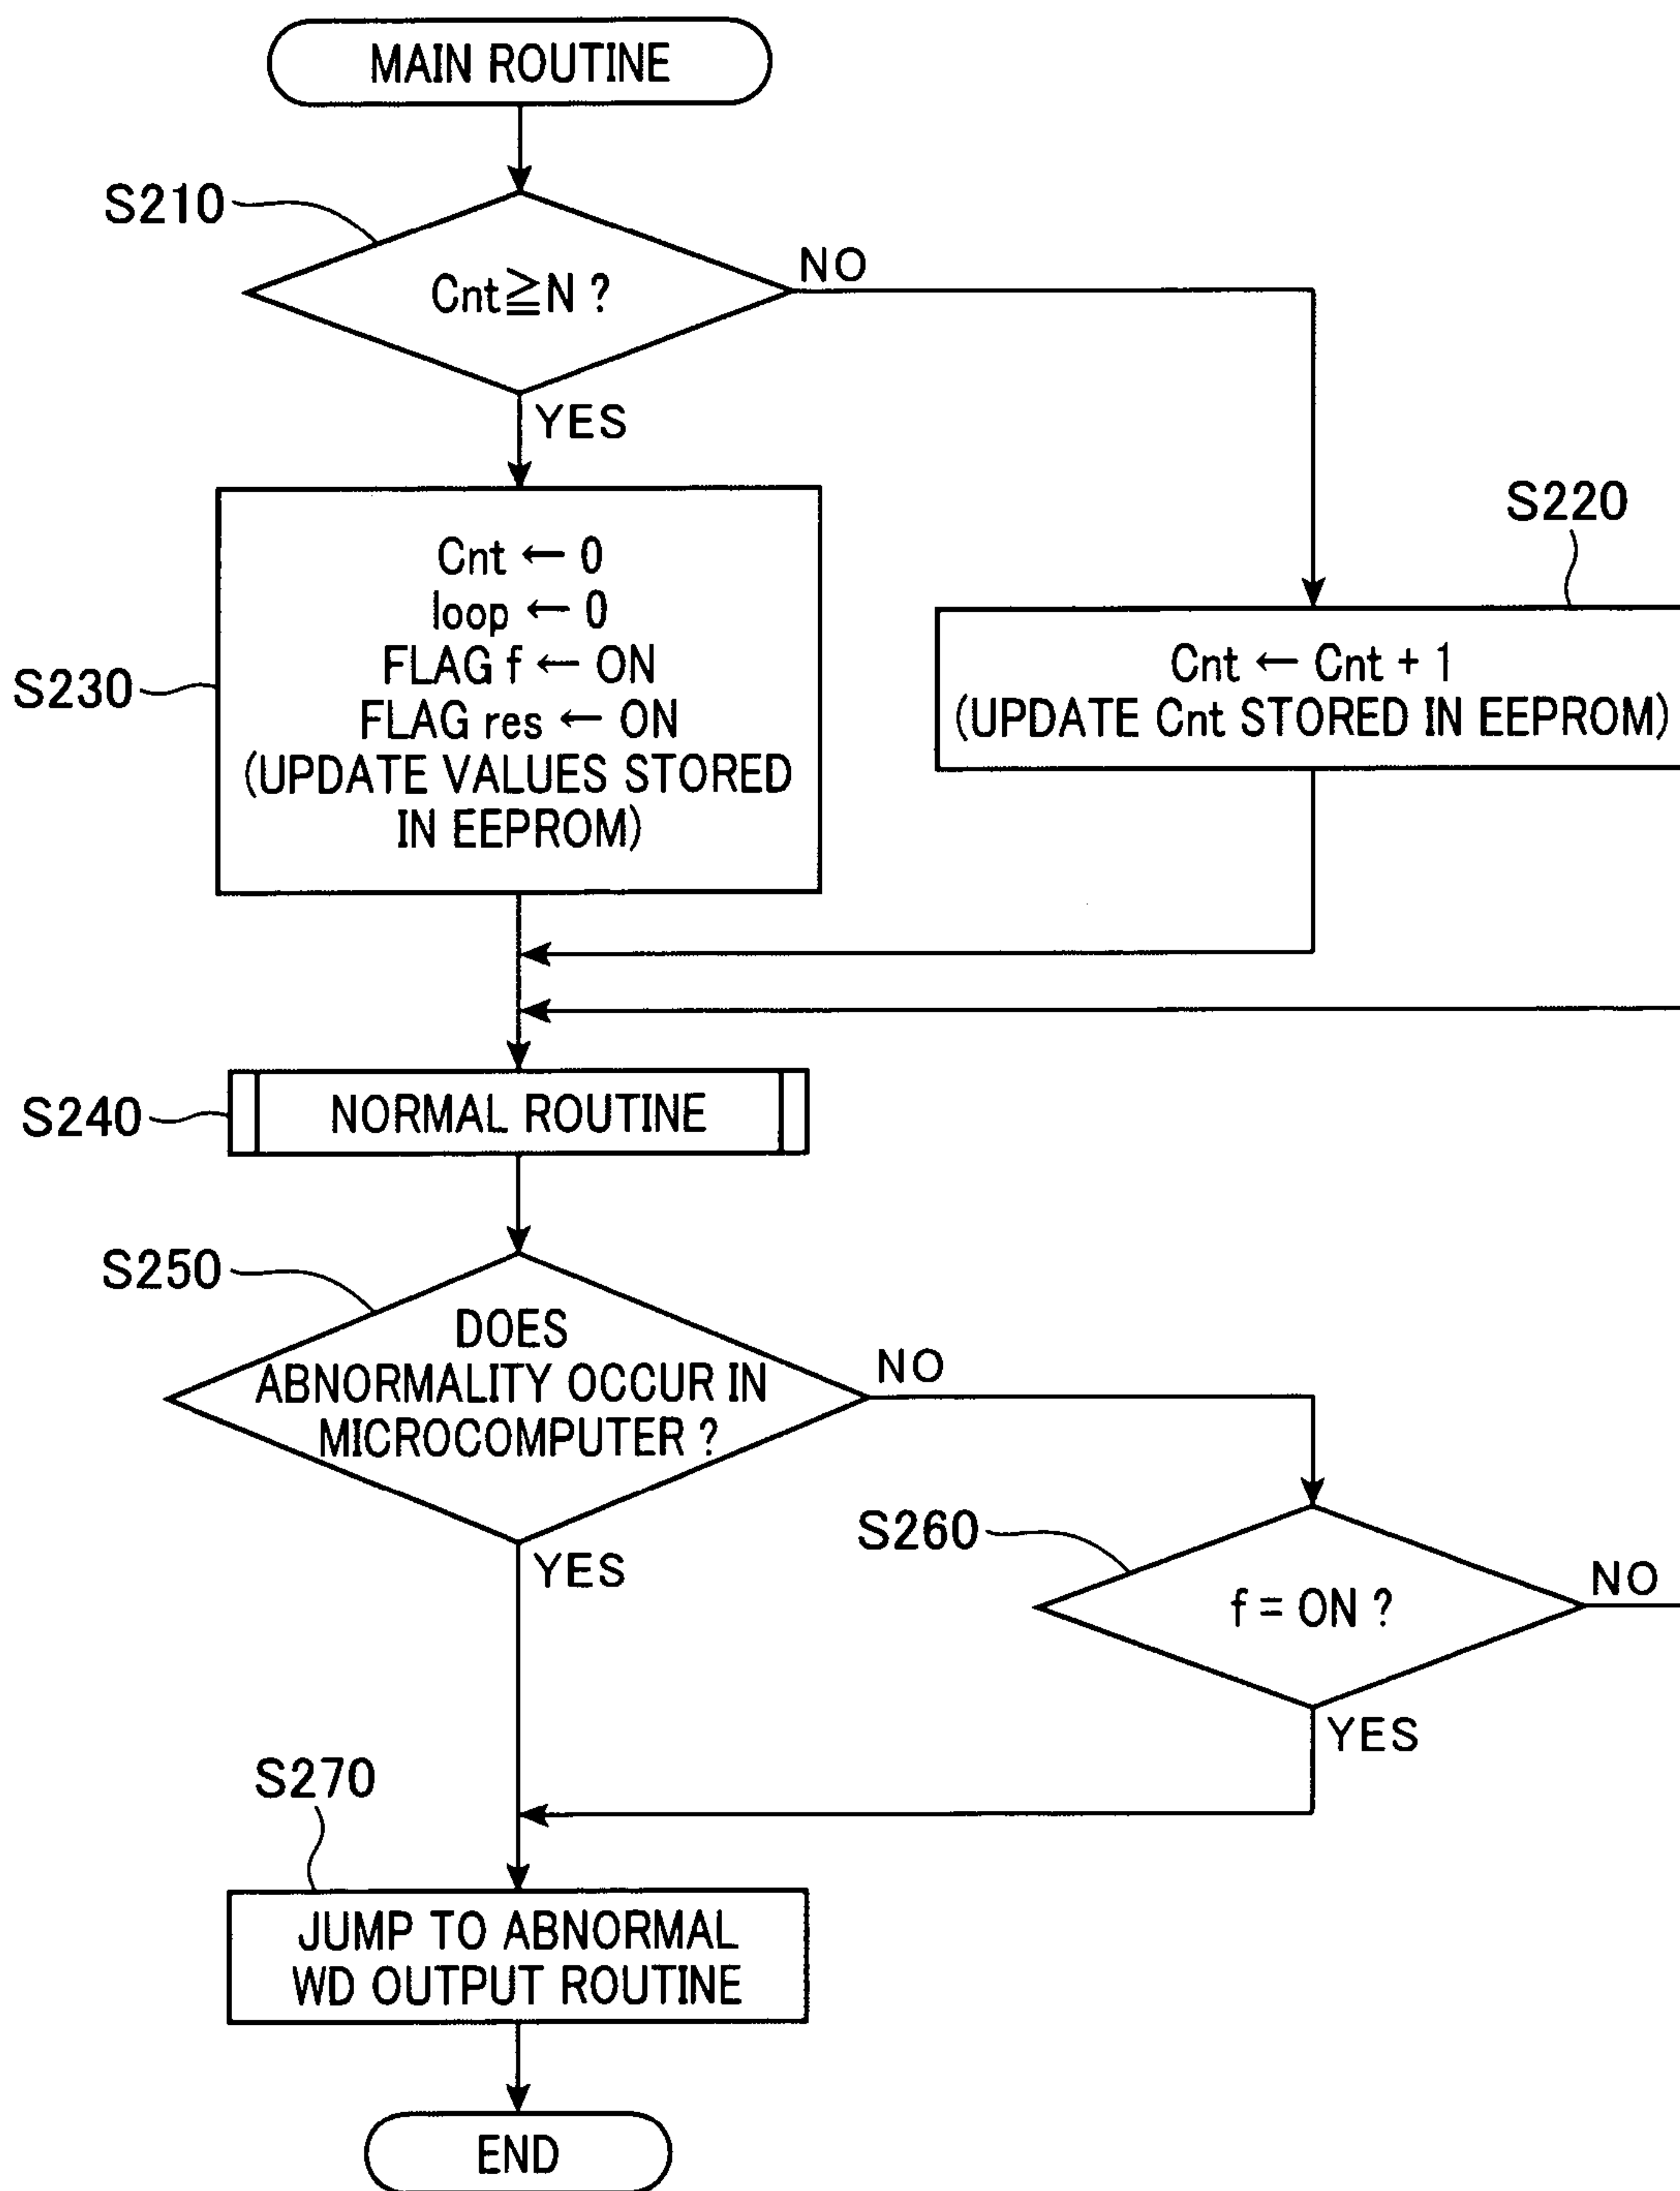 MAIN ROUTINE
S210
Cnt≧N ?
NO
YES
S220
S230
Cnt ← 0
loop ← 0
FLAG f ← ON
FLAG res ← ON
(UPDATE VALUES STORED
IN EEPROM)
Cnt ← Cnt + 1
(UPDATE Cnt STORED IN EEPROM)
S240
NORMAL ROUTINE
S250
DOES
ABNORMALITY OCCUR IN
MICROCOMPUTER ?
NO
YES
S260
f = ON ?
NO
YES
S270
JUMP TO ABNORMAL
WD OUTPUT ROUTINE
END